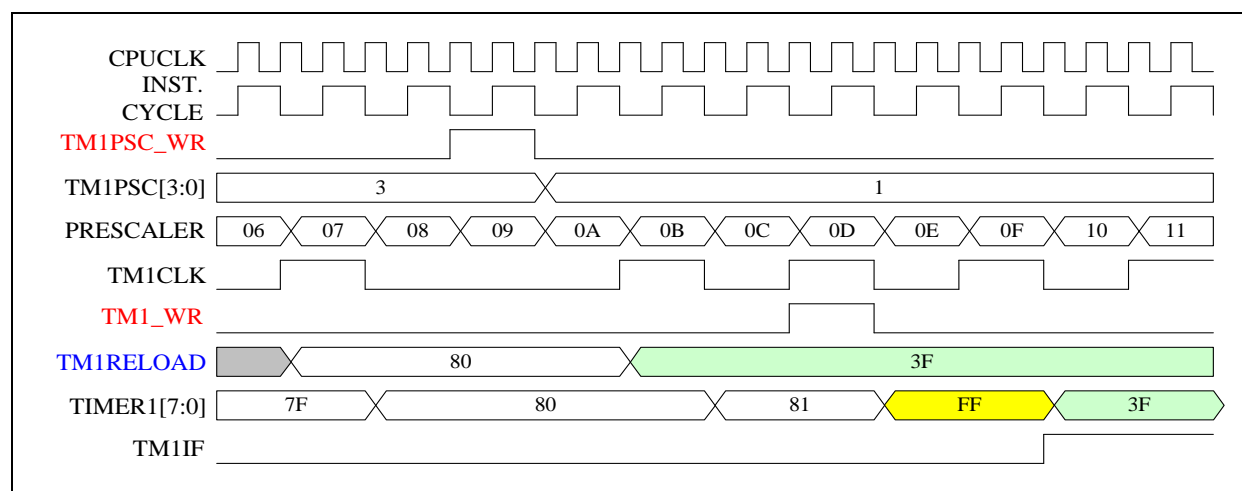 CPUCLK
INST.
CYCLE
TM1PSC_WR
TM1PSC[3:0] 3 1
PRESCALER 06 07 08 09 0A 0B 0C 0D 0E 0F 10 11
TM1CLK
TM1_WR
TM1RELOAD 80 3F
TIMER1[7:0] 7F 80 81 FF 3F
TM1IF